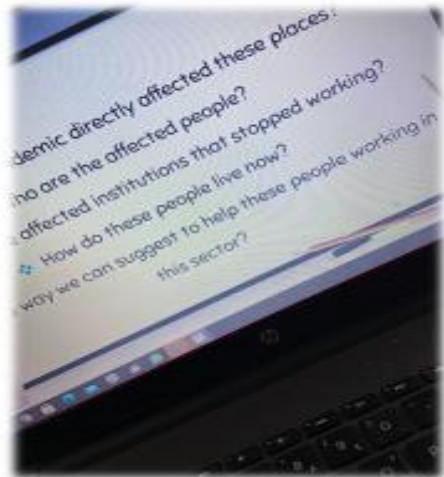 demic directly affected these places?
ho are the affected people?
affected institutions that stopped working?
How do these people live now?
way we can suggest to help these people working in
this sector?
hp